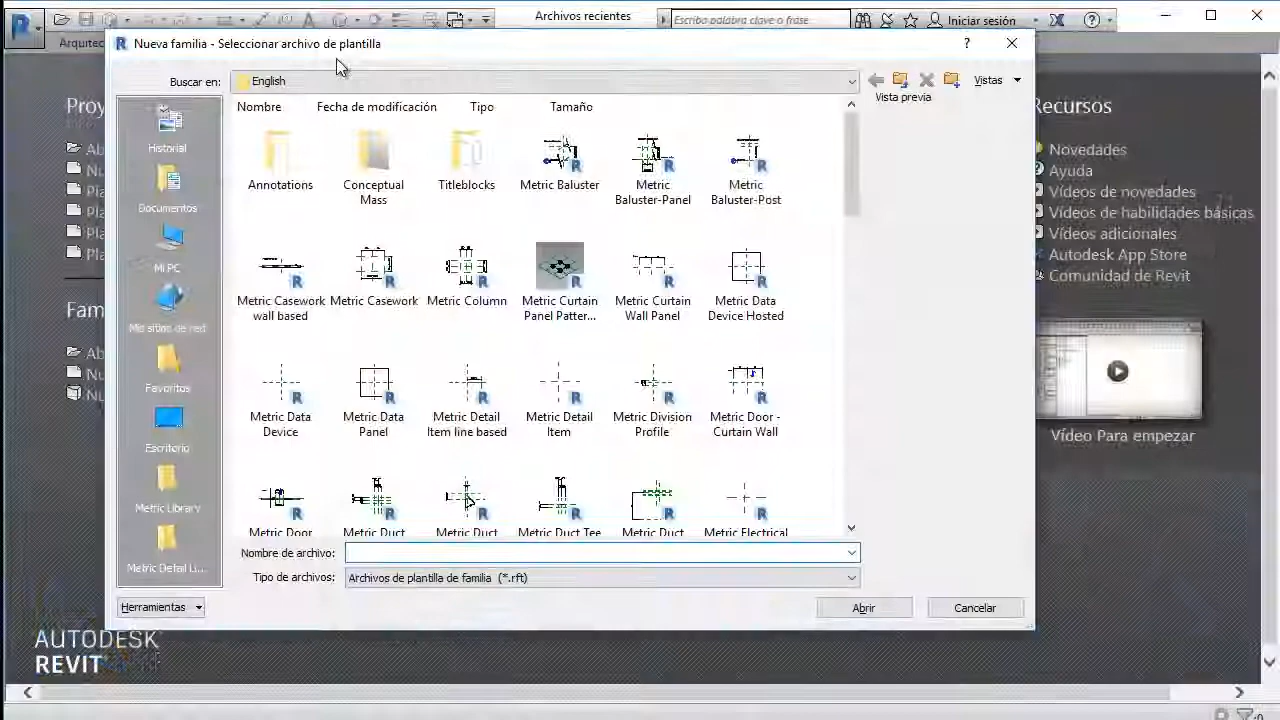 Archivos recientes
Escriba palabra clave o frase
Iniciar sesión
Nueva familia - Seleccionar archivo de plantilla
Buscar en:
English
Vistas
Vista previa
Nombre
Fecha de modificación
Tipo
Tamaño
Historial
Documentos
Mi PC
Mis sitios de red
Favoritos
Escritorio
Metric Library
Metric Detail Li...
Annotations
Conceptual Mass
Titleblocks
Metric Baluster
Metric Baluster-Panel
Metric Baluster-Post
Metric Casework wall based
Metric Casework
Metric Column
Metric Curtain Panel Patter...
Metric Curtain Wall Panel
Metric Data Device Hosted
Metric Data Device
Metric Data Panel
Metric Detail Item line based
Metric Detail Item
Metric Division Profile
Metric Door - Curtain Wall
Metric Door
Metric Duct
Metric Duct
Metric Duct Tee
Metric Duct
Metric Electrical
Nombre de archivo:
Tipo de archivos:
Archivos de plantilla de familia (*.rft)
Herramientas
Abrir
Cancelar
Recursos
Novedades
Ayuda
Vídeos de novedades
Vídeos de habilidades básicas
Vídeos adicionales
Autodesk App Store
Comunidad de Revit
Vídeo Para empezar
AUTODESK
REVIT